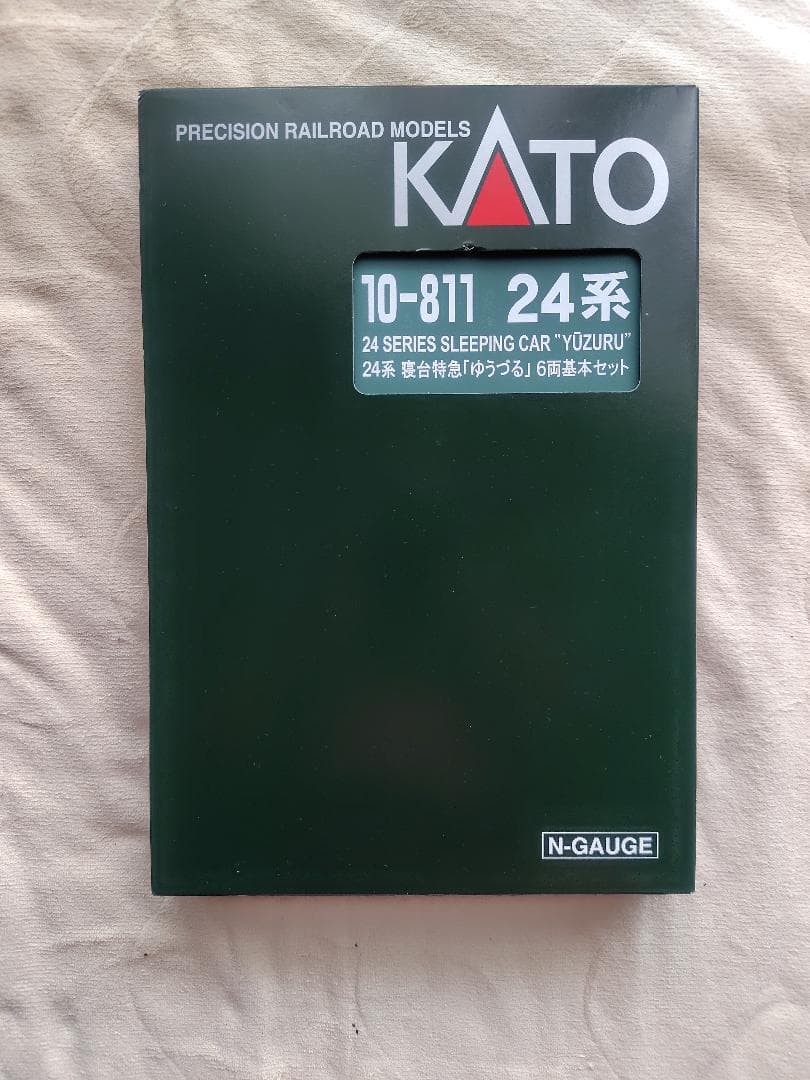 PRECISION RAILROAD MODELS
KATO
10-811 24系
24 SERIES SLEEPING CAR "YŪZURU"
24系 寝台特急「ゆうづる」6両基本セット
N-GAUGE